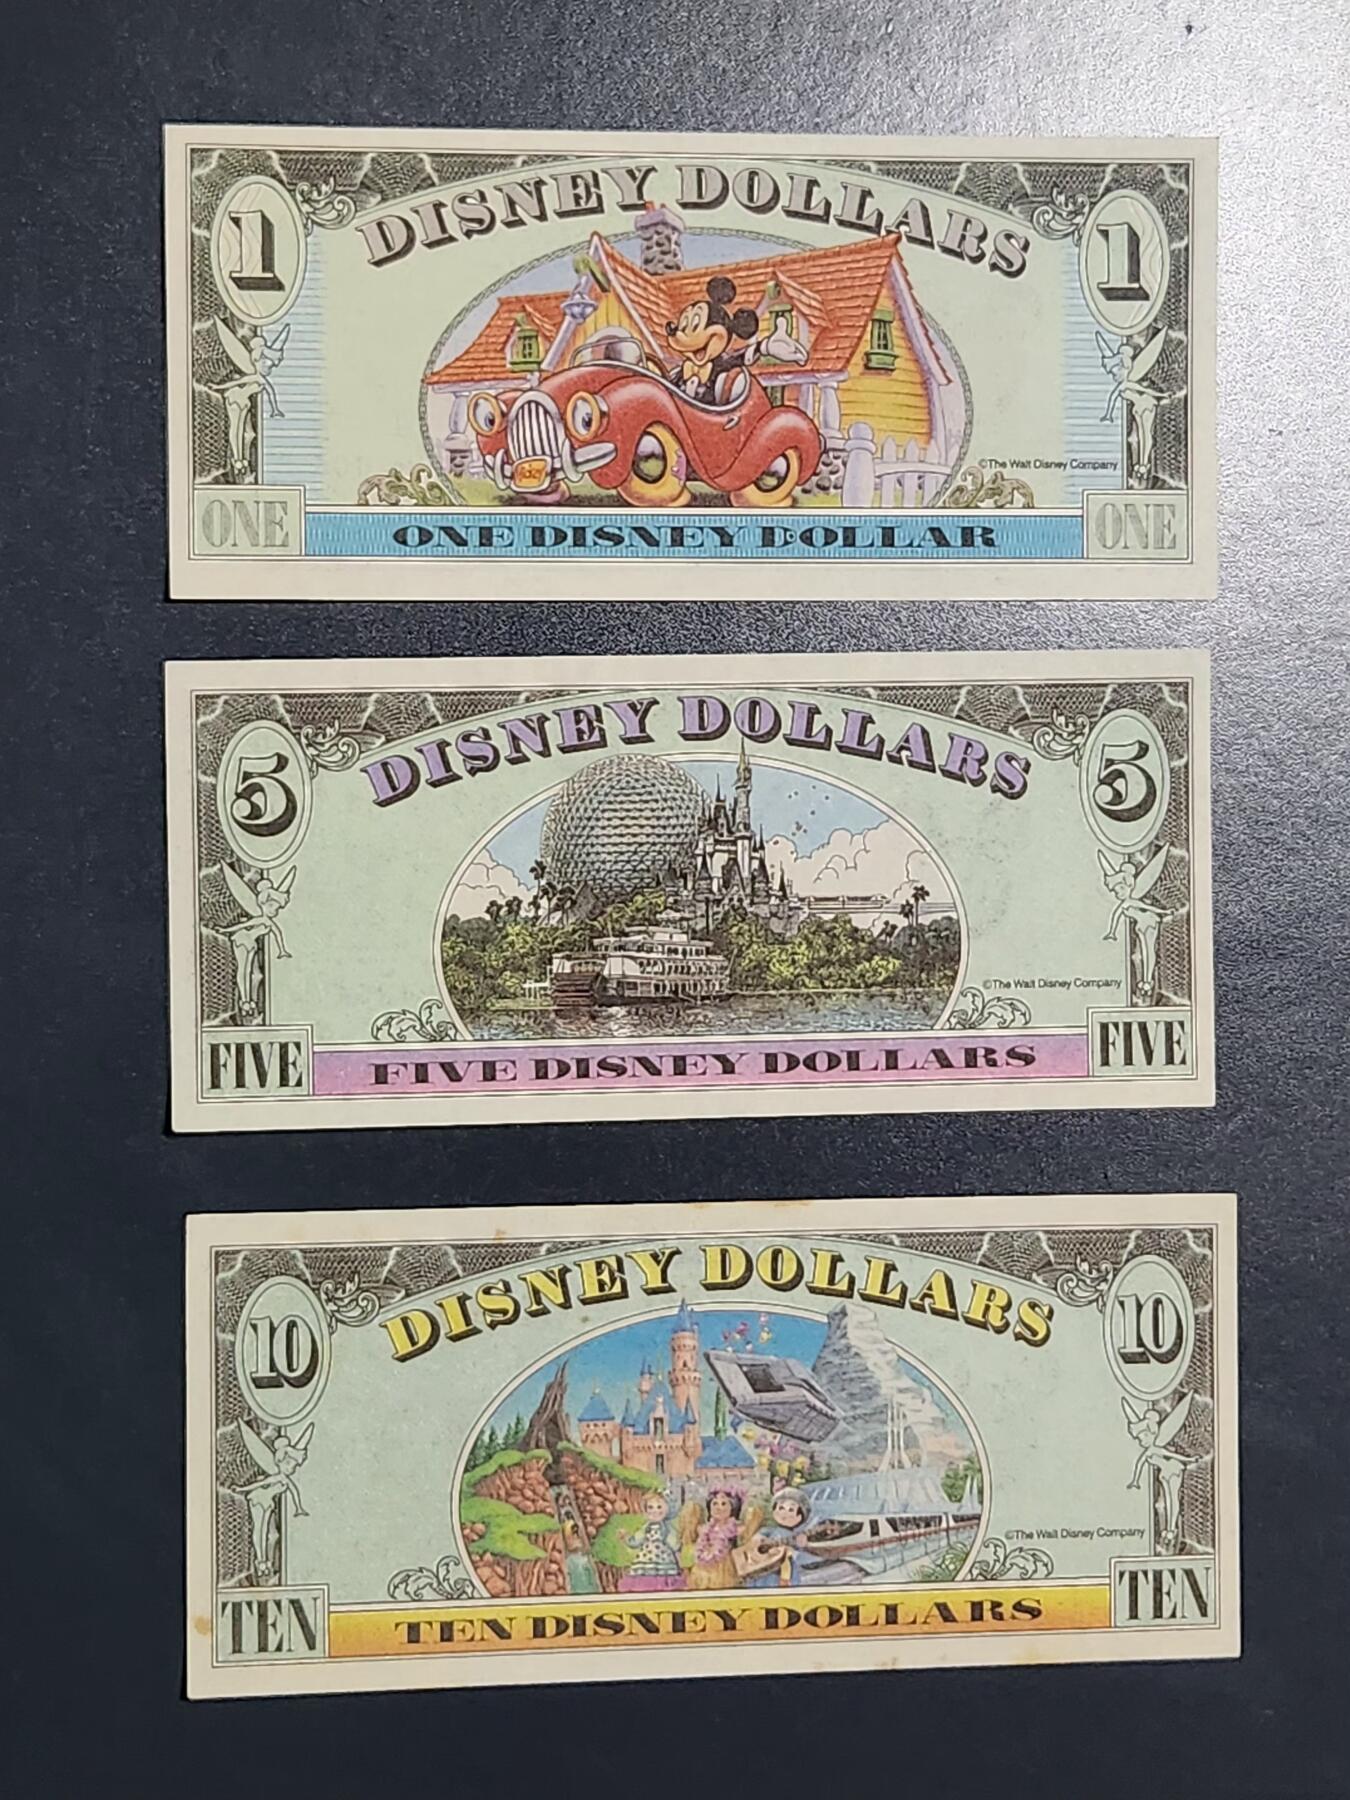 DISNEY DOLLARS
1 1
Mickey
©The Walt Disney Company
ONE ONE DISNEY DOLLAR ONE
DISNEY DOLLARS
5 5
©The Walt Disney Company
FIVE FIVE DISNEY DOLLARS FIVE
DISNEY DOLLARS
10 10
©The Walt Disney Company
TEN TEN DISNEY DOLLARS TEN